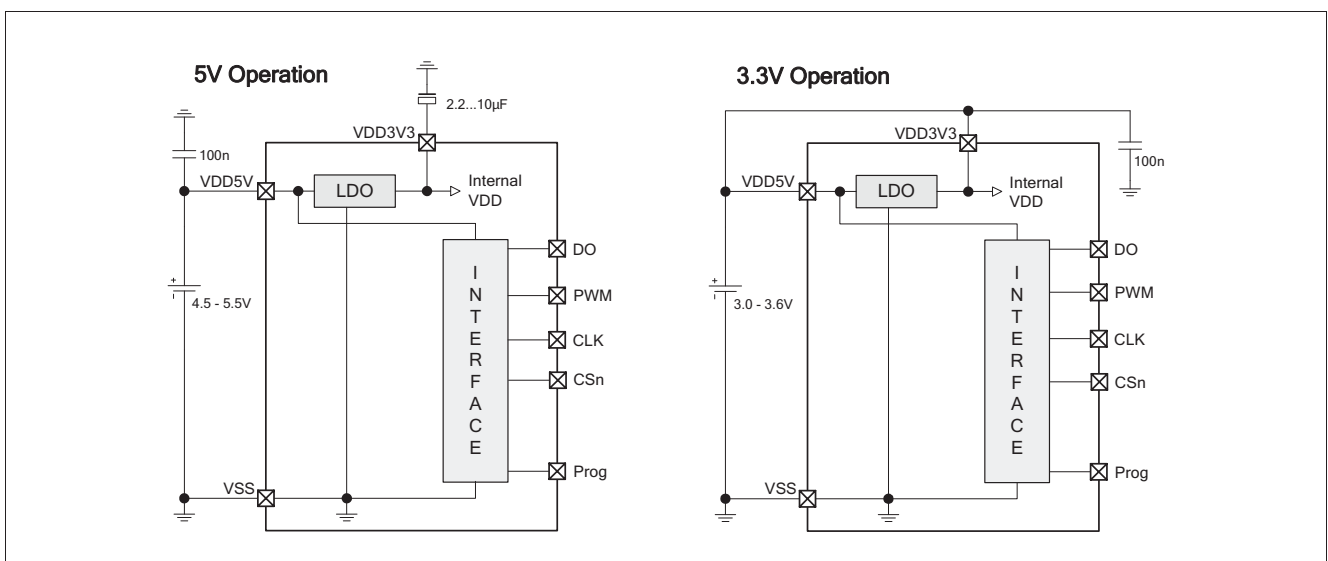 5V Operation
2.2...10µF
VDD3V3
100n
VDD5V
LDO
Internal
VDD
DO
INTERFACE
PWM
4.5 - 5.5V
CLK
CSn
Prog
VSS
3.3V Operation
VDD3V3
100n
VDD5V
LDO
Internal
VDD
DO
INTERFACE
PWM
3.0 - 3.6V
CLK
CSn
Prog
VSS